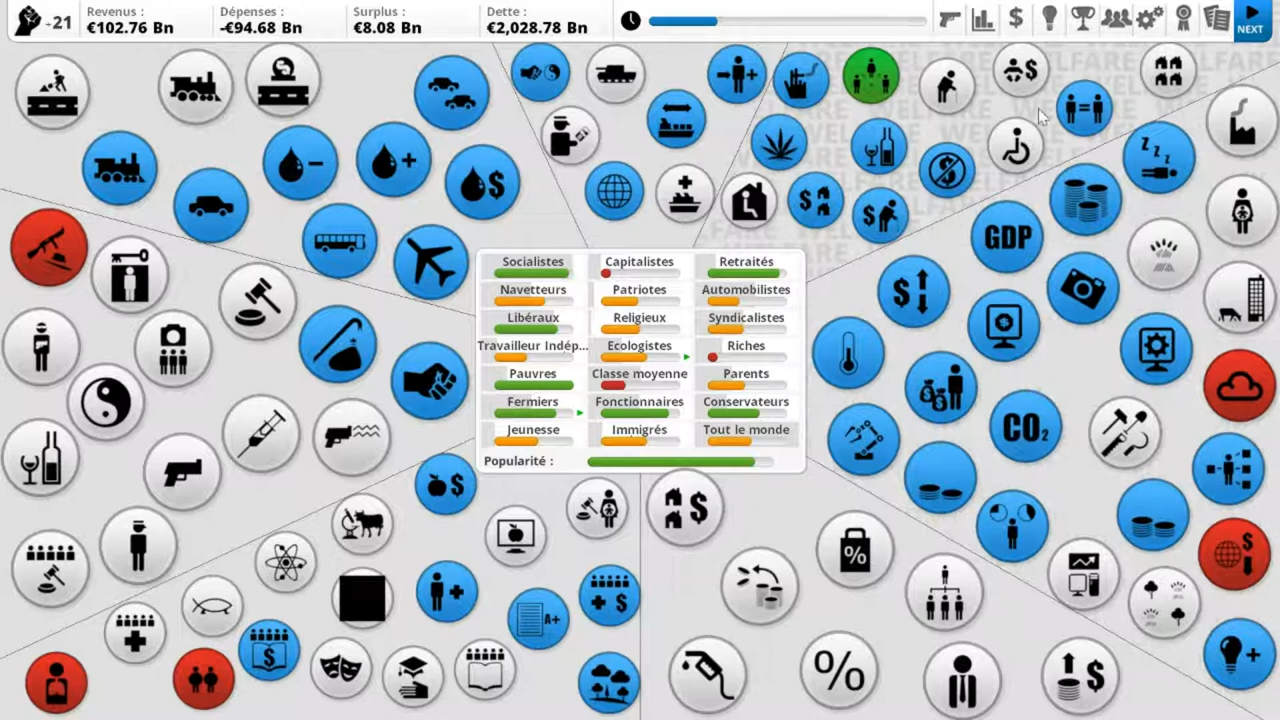 -21
Revenus :
€102.76 Bn
Dépenses :
-€94.68 Bn
Surplus :
€8.08 Bn
Dette :
€2,028.78 Bn
NEXT
WELFARE
GDP
CO₂
A+
Z Z Z
Socialistes
Capitalistes
Retraités
Navetteurs
Patriotes
Automobilistes
Libéraux
Religieux
Syndicalistes
Travailleur Indép...
Ecologistes
Riches
Pauvres
Classe moyenne
Parents
Fermiers
Fonctionnaires
Conservateurs
Jeunesse
Immigrés
Tout le monde
Popularité :